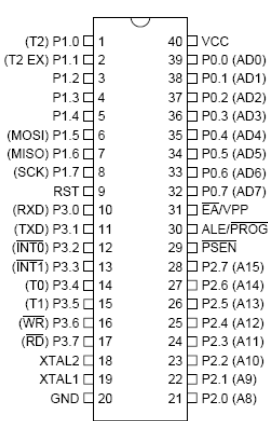 (T2) P1.0 1 40 VCC
(T2 EX) P1.1 2 39 P0.0 (AD0)
P1.2 3 38 P0.1 (AD1)
P1.3 4 37 P0.2 (AD2)
P1.4 5 36 P0.3 (AD3)
(MOSI) P1.5 6 35 P0.4 (AD4)
(MISO) P1.6 7 34 P0.5 (AD5)
(SCK) P1.7 8 33 P0.6 (AD6)
RST 9 32 P0.7 (AD7)
(RXD) P3.0 10 31 E̅A̅/VPP
(TXD) P3.1 11 30 ALE/P̅R̅O̅G̅
(I̅N̅T̅0̅) P3.2 12 29 P̅S̅E̅N̅
(I̅N̅T̅1̅) P3.3 13 28 P2.7 (A15)
(T0) P3.4 14 27 P2.6 (A14)
(T1) P3.5 15 26 P2.5 (A13)
(W̅R̅) P3.6 16 25 P2.4 (A12)
(R̅D̅) P3.7 17 24 P2.3 (A11)
XTAL2 18 23 P2.2 (A10)
XTAL1 19 22 P2.1 (A9)
GND 20 21 P2.0 (A8)